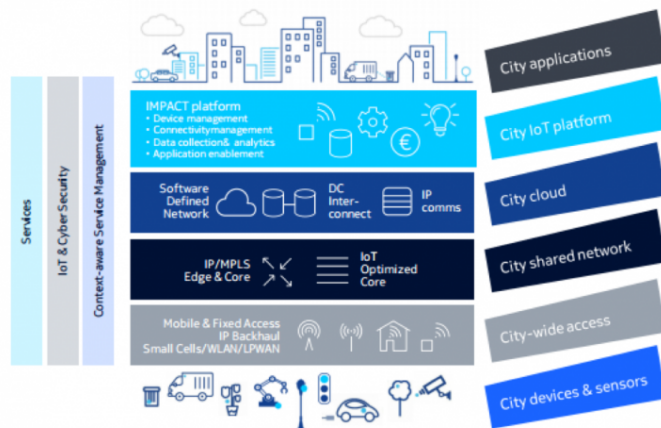 Services
IoT & Cyber Security
Context-aware Service Management
IMPACT platform
• Device management
• Connectivitymanagement
• Data collection& analytics
• Application enablement
Software
Defined
Network
DC
Inter-
connect
IP
comms
IP/MPLS
Edge & Core
IoT
Optimized
Core
Mobile & Fixed Access
IP Backhaul
Small Cells/WLAN/LPWAN
City applications
City IoT platform
City cloud
City shared network
City-wide access
City devices & sensors